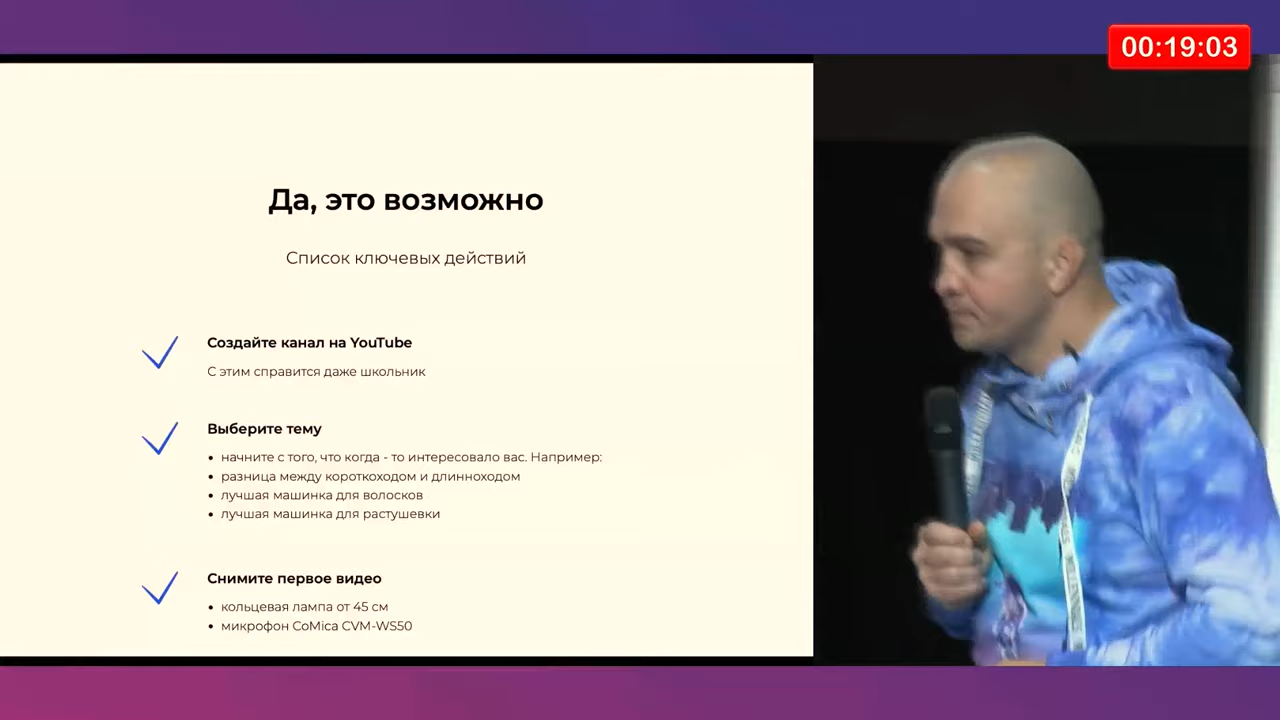 00:19:03
Да, это возможно
Список ключевых действий
Создайте канал на YouTube
С этим справится даже школьник
Выберите тему
• начните с того, что когда - то интересовало вас. Например:
• разница между короткоходом и длинноходом
• лучшая машинка для волосков
• лучшая машинка для растушевки
Снимите первое видео
• кольцевая лампа от 45 см
• микрофон CoMica CVM-WS50